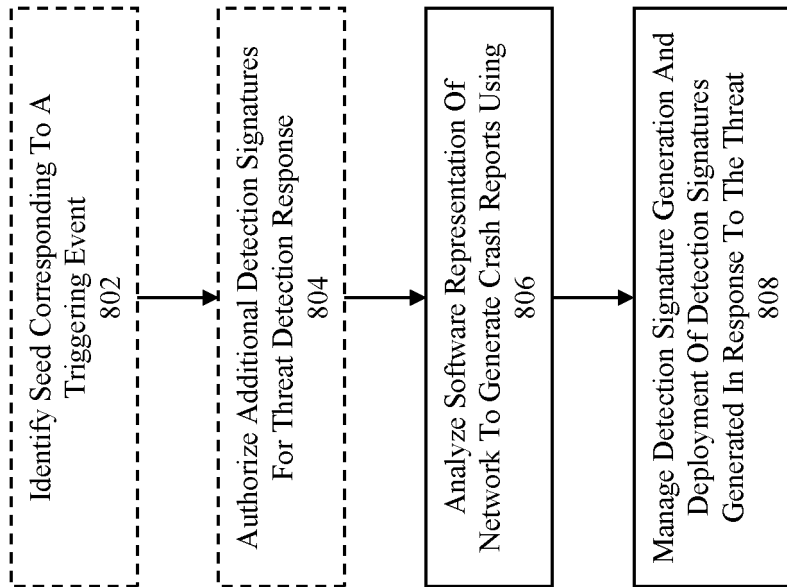 Identify Seed Corresponding To A
Triggering Event
802
Authorize Additional Detection Signatures
For Threat Detection Response
804
Analyze Software Representation Of
Network To Generate Crash Reports Using
806
Manage Detection Signature Generation And
Deployment Of Detection Signatures
Generated In Response To The Threat
808